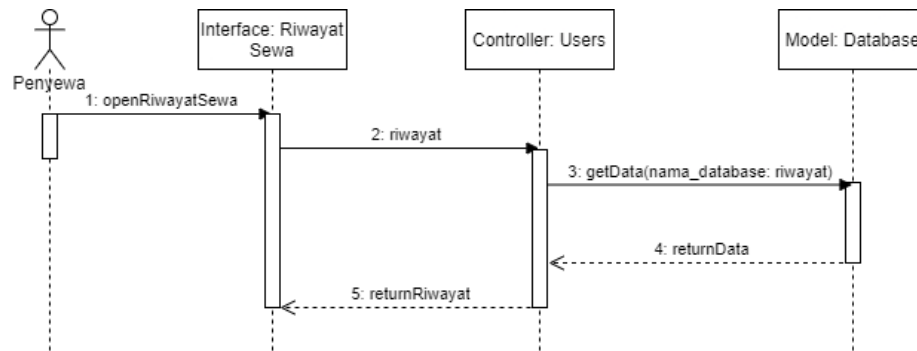 Interface: Riwayat
Sewa
Controller: Users
Model: Database
Penyewa
1: openRiwayatSewa
2: riwayat
3: getData(nama_database: riwayat)
4: returnData
5: returnRiwayat